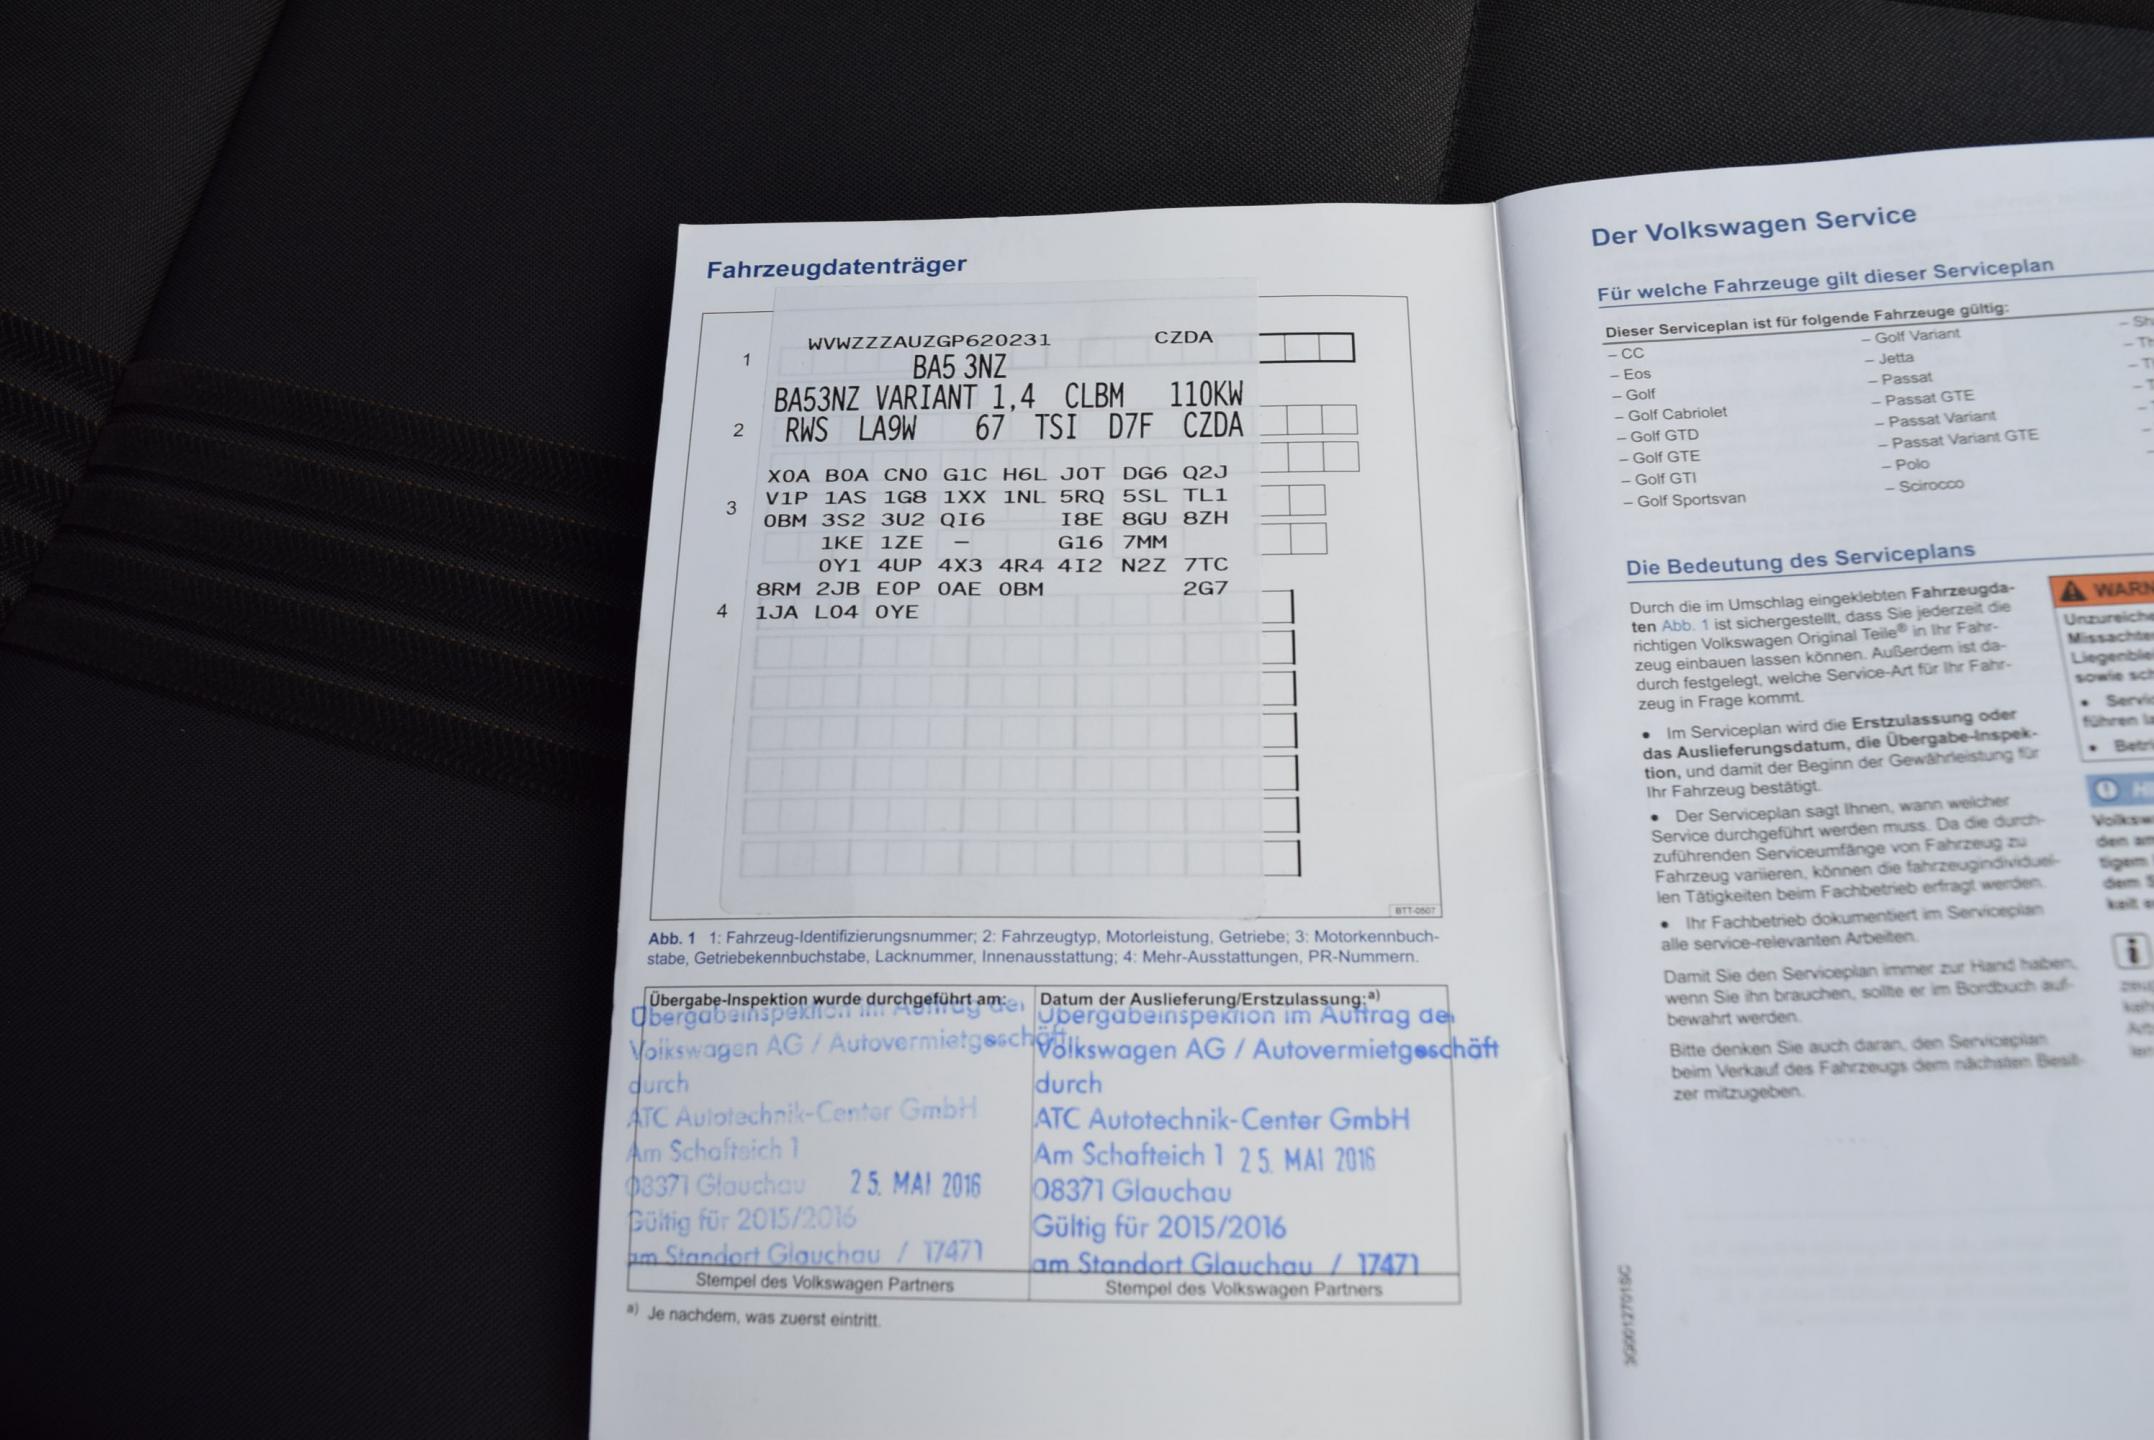 Fahrzeugdatenträger
1
WVWZZZAUZGP620231 CZDA
BA5 3NZ
BA53NZ VARIANT 1,4 CLBM 110KW
2
RWS LA9W 67 TSI D7F CZDA
X0A B0A CN0 G1C H6L J0T DG6 Q2J
3
V1P 1AS 1G8 1XX 1NL 5RQ 5SL TL1
0BM 3S2 3U2 QI6 I8E 8GU 8ZH
1KE 1ZE – G16 7MM
0Y1 4UP 4X3 4R4 4I2 N2Z 7TC
8RM 2JB E0P 0AE 0BM 2G7
4
1JA L04 0YE
BTT-0507
Abb. 1 1: Fahrzeug-Identifizierungsnummer; 2: Fahrzeugtyp, Motorleistung, Getriebe; 3: Motorkennbuch-
stabe, Getriebekennbuchstabe, Lacknummer, Innenausstattung; 4: Mehr-Ausstattungen, PR-Nummern.
Übergabe-Inspektion wurde durchgeführt am:
Übergabeinspektion im Auftrag der
Volkswagen AG / Autovermietgeschäft
durch
ATC Autotechnik-Center GmbH
Am Schafteich 1
08371 Glauchau 25. MAI 2016
Gültig für 2015/2016
am Standort Glauchau / 17471
Stempel des Volkswagen Partners
Datum der Auslieferung/Erstzulassung:a)
Übergabeinspektion im Auftrag der
Volkswagen AG / Autovermietgeschäft
durch
ATC Autotechnik-Center GmbH
Am Schafteich 1 25. MAI 2016
08371 Glauchau
Gültig für 2015/2016
am Standort Glauchau / 17471
Stempel des Volkswagen Partners
a) Je nachdem, was zuerst eintritt.
Der Volkswagen Service
Für welche Fahrzeuge gilt dieser Serviceplan
Dieser Serviceplan ist für folgende Fahrzeuge gültig:
– CC
– Eos
– Golf
– Golf Cabriolet
– Golf GTD
– Golf GTE
– Golf GTI
– Golf Sportsvan
– Golf Variant
– Jetta
– Passat
– Passat GTE
– Passat Variant
– Passat Variant GTE
– Polo
– Scirocco
Die Bedeutung des Serviceplans
Durch die im Umschlag eingeklebten Fahrzeugda-
ten Abb. 1 ist sichergestellt, dass Sie jederzeit die
richtigen Volkswagen Original Teile® in Ihr Fahr-
zeug einbauen lassen können. Außerdem ist da-
durch festgelegt, welche Service-Art für Ihr Fahr-
zeug in Frage kommt.
• Im Serviceplan wird die Erstzulassung oder
das Auslieferungsdatum, die Übergabe-Inspek-
tion, und damit der Beginn der Gewährleistung für
Ihr Fahrzeug bestätigt.
• Der Serviceplan sagt Ihnen, wann welcher
Service durchgeführt werden muss. Da die durch-
zuführenden Serviceumfänge von Fahrzeug zu
Fahrzeug variieren, können die fahrzeugindividuel-
len Tätigkeiten beim Fachbetrieb erfragt werden.
• Ihr Fachbetrieb dokumentiert im Serviceplan
alle service-relevanten Arbeiten.
Damit Sie den Serviceplan immer zur Hand haben,
wenn Sie ihn brauchen, sollte er im Bordbuch auf-
bewahrt werden.
Bitte denken Sie auch daran, den Serviceplan
beim Verkauf des Fahrzeugs dem nächsten Besit-
zer mitzugeben.
WARN
3G0012701SC